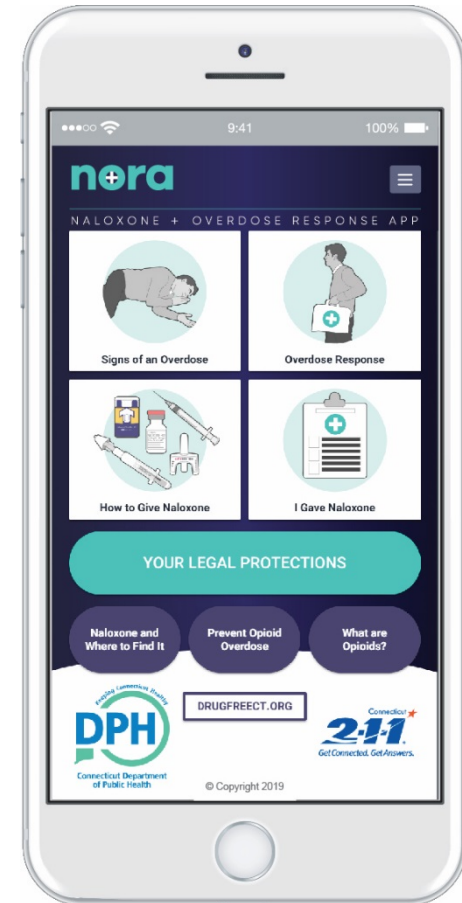 9:41
100%
nora
NALOXONE + OVERDOSE RESPONSE APP
Signs of an Overdose
Overdose Response
How to Give Naloxone
I Gave Naloxone
YOUR LEGAL PROTECTIONS
Naloxone and
Where to Find It
Prevent Opioid
Overdose
What are
Opioids?
Keeping Connecticut Healthy
DPH
Connecticut Department
of Public Health
DRUGFREECT.ORG
Connecticut
2-1-1
Get Connected. Get Answers.
© Copyright 2019